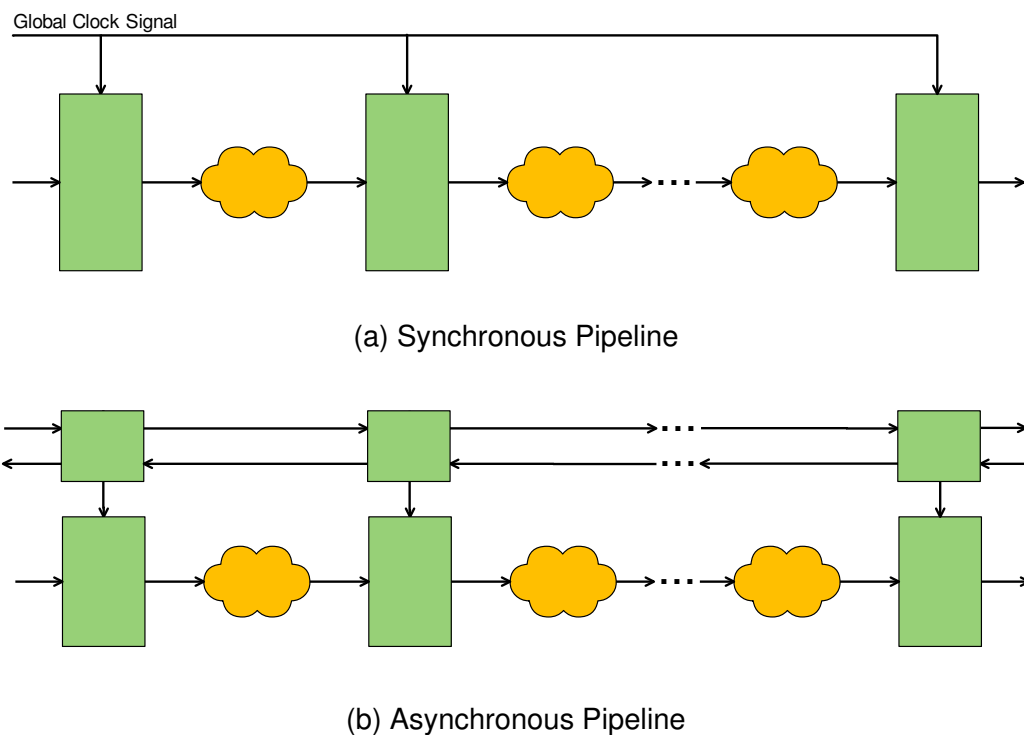 Global Clock Signal
(a) Synchronous Pipeline
(b) Asynchronous Pipeline